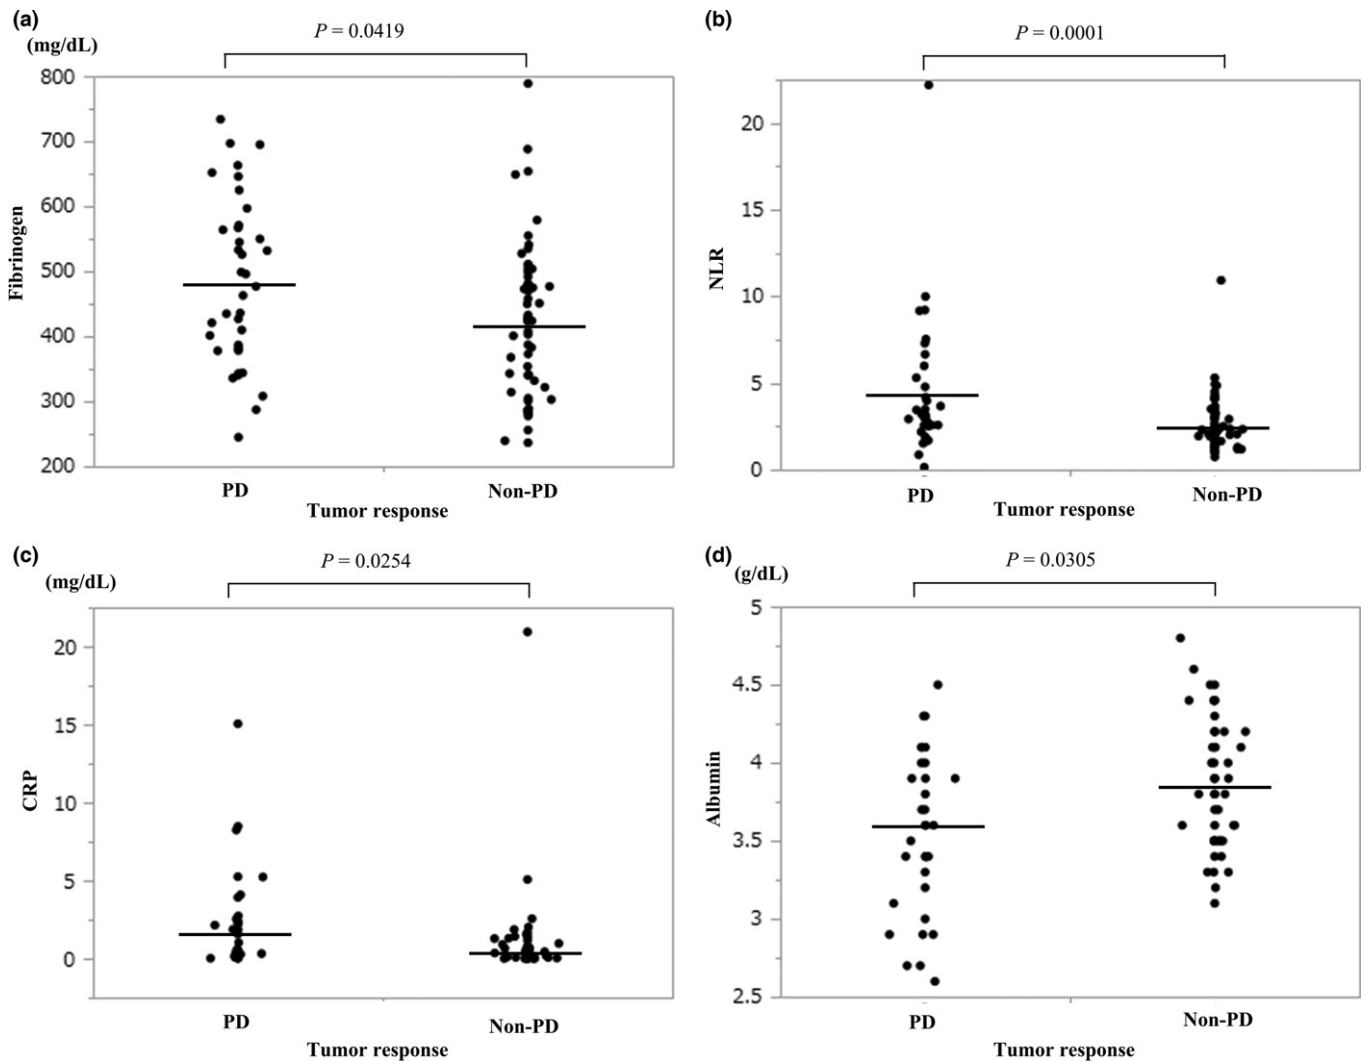 (a)
(mg/dL)
P = 0.0419
800
700
600
500
400
300
200
Fibrinogen
PD
Non-PD
Tumor response
(b)
P = 0.0001
20
15
10
5
0
NLR
PD
Non-PD
Tumor response
(c)
(mg/dL)
P = 0.0254
20
15
10
5
0
CRP
PD
Non-PD
Tumor response
(d)
(g/dL)
P = 0.0305
5
4.5
4
3.5
3
2.5
Albumin
PD
Non-PD
Tumor response